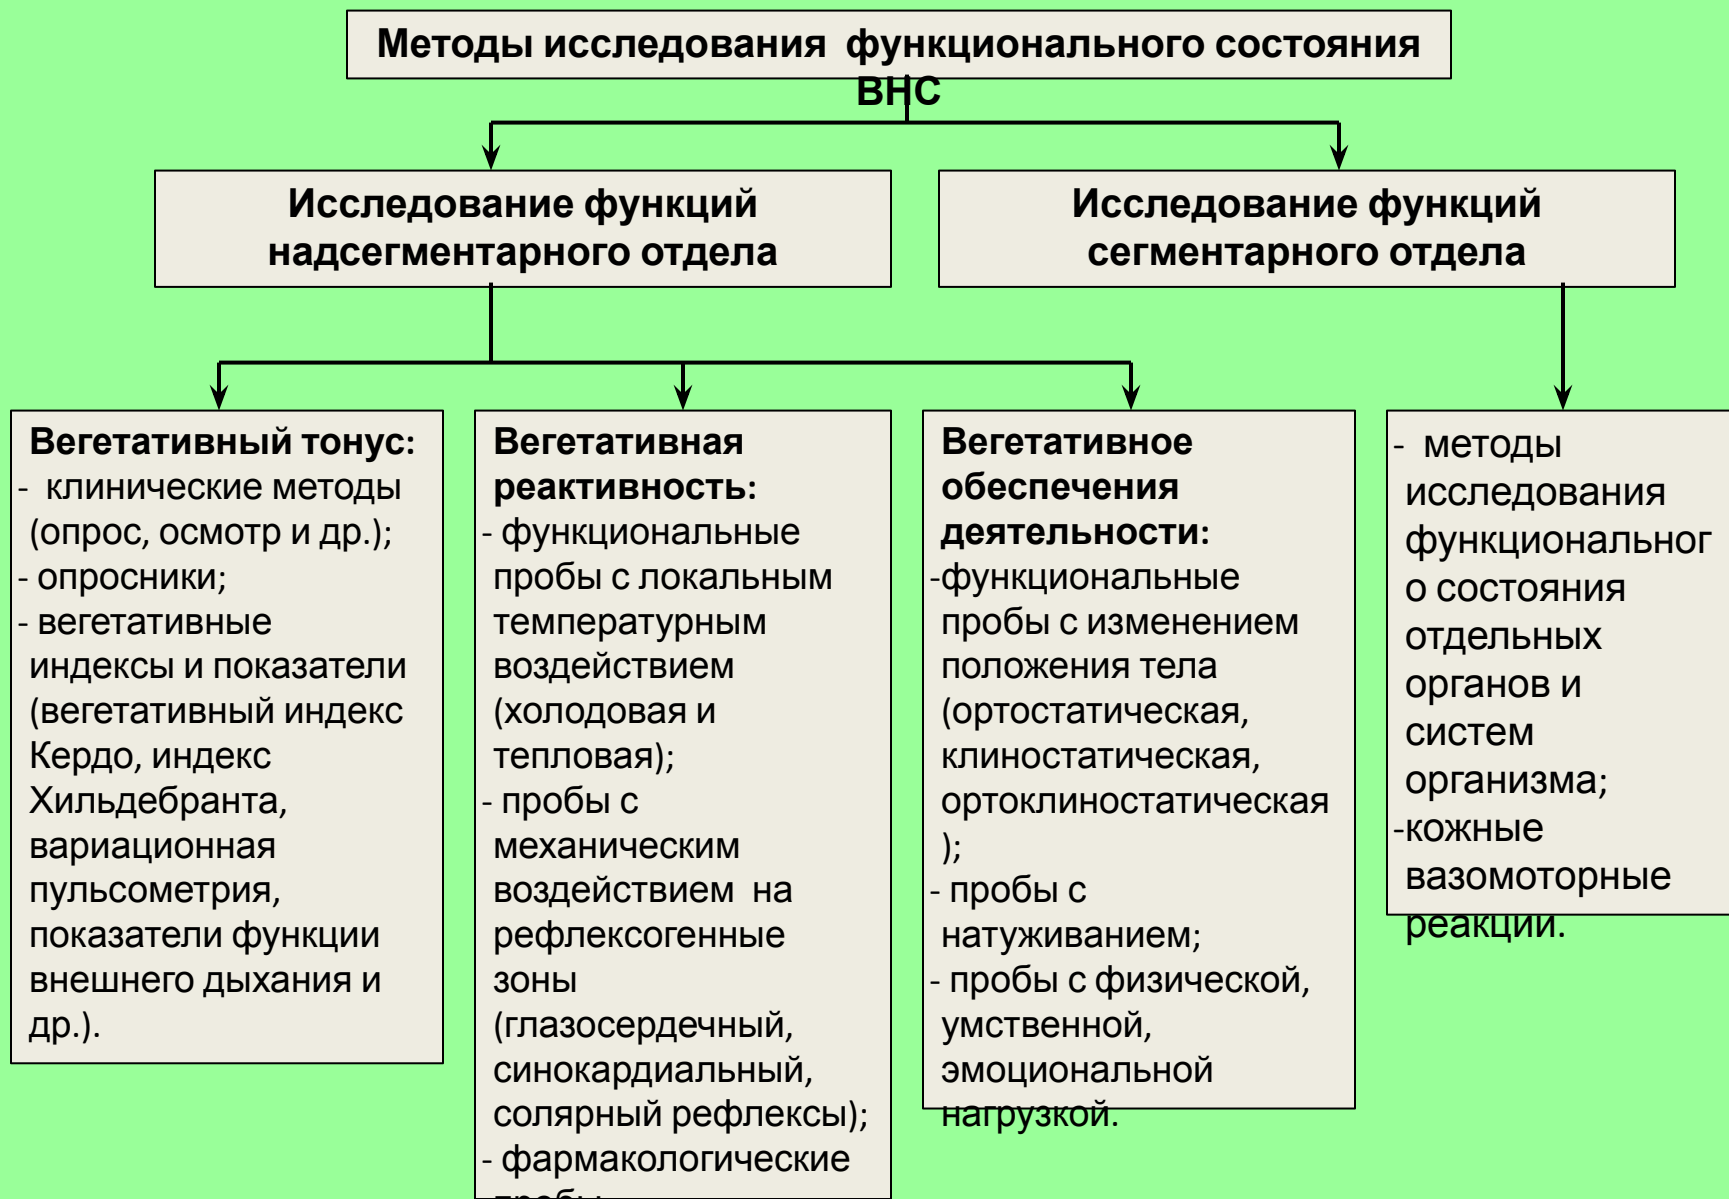 Методы исследования функционального состояния
ВНС
Исследование функций
надсегментарного отдела
Исследование функций
сегментарного отдела
Вегетативный тонус:
- клинические методы
(опрос, осмотр и др.);
- опросники;
- вегетативные
индексы и показатели
(вегетативный индекс
Кердо, индекс
Хильдебранта,
вариационная
пульсометрия,
показатели функции
внешнего дыхания и
др.).
Вегетативная
реактивность:
- функциональные
пробы с локальным
температурным
воздействием
(холодовая и
тепловая);
- пробы с
механическим
воздействием на
рефлексогенные
зоны
(глазосердечный,
синокардиальный,
солярный рефлексы);
- фармакологические
Вегетативное
обеспечения
деятельности:
-функциональные
пробы с изменением
положения тела
(ортостатическая,
клиностатическая,
ортоклиностатическая
);
- пробы с
натуживанием;
- пробы с физической,
умственной,
эмоциональной
нагрузкой.
- методы
исследования
функциональног
о состояния
отдельных
органов и
систем
организма;
-кожные
вазомоторные
реакции.